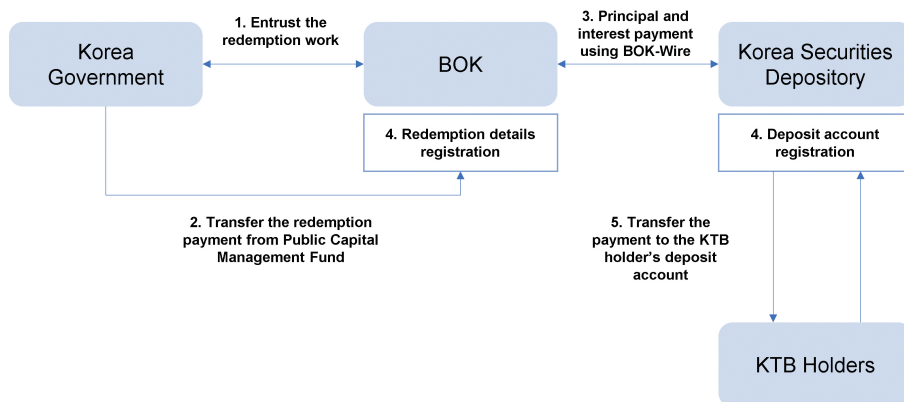 1. Entrust the
redemption work
3. Principal and
interest payment
using BOK-Wire
Korea
Government
BOK
Korea Securities
Depository
4. Redemption details
registration
4. Deposit account
registration
2. Transfer the redemption
payment from Public Capital
Management Fund
5. Transfer the
payment to the KTB
holder's deposit
account
KTB Holders